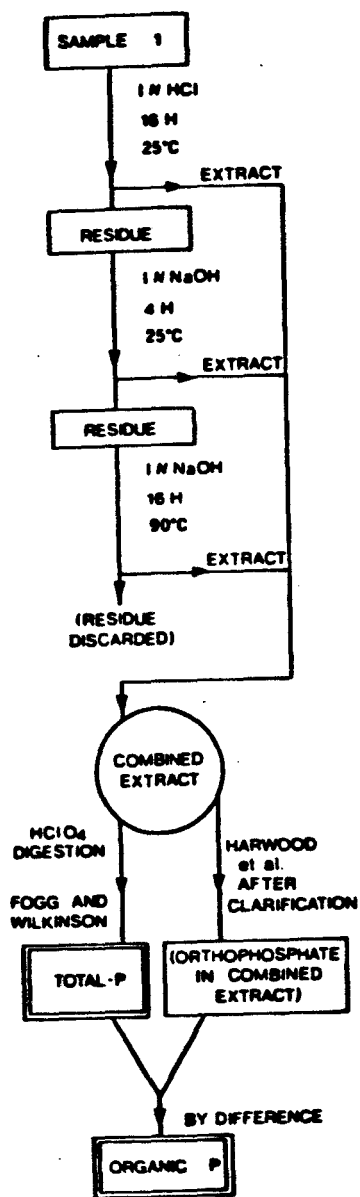 SAMPLE 1
1 N HCl
16 H
25°C
EXTRACT
RESIDUE
1 N NaOH
4 H
25°C
EXTRACT
RESIDUE
1 N NaOH
16 H
90°C
EXTRACT
(RESIDUE
DISCARDED)
COMBINED
EXTRACT
HClO4
DIGESTION
FOGG AND
WILKINSON
HARWOOD
et al.
AFTER
CLARIFICATION
TOTAL-P
(ORTHOPHOSPHATE
IN COMBINED
EXTRACT)
BY DIFFERENCE
ORGANIC P